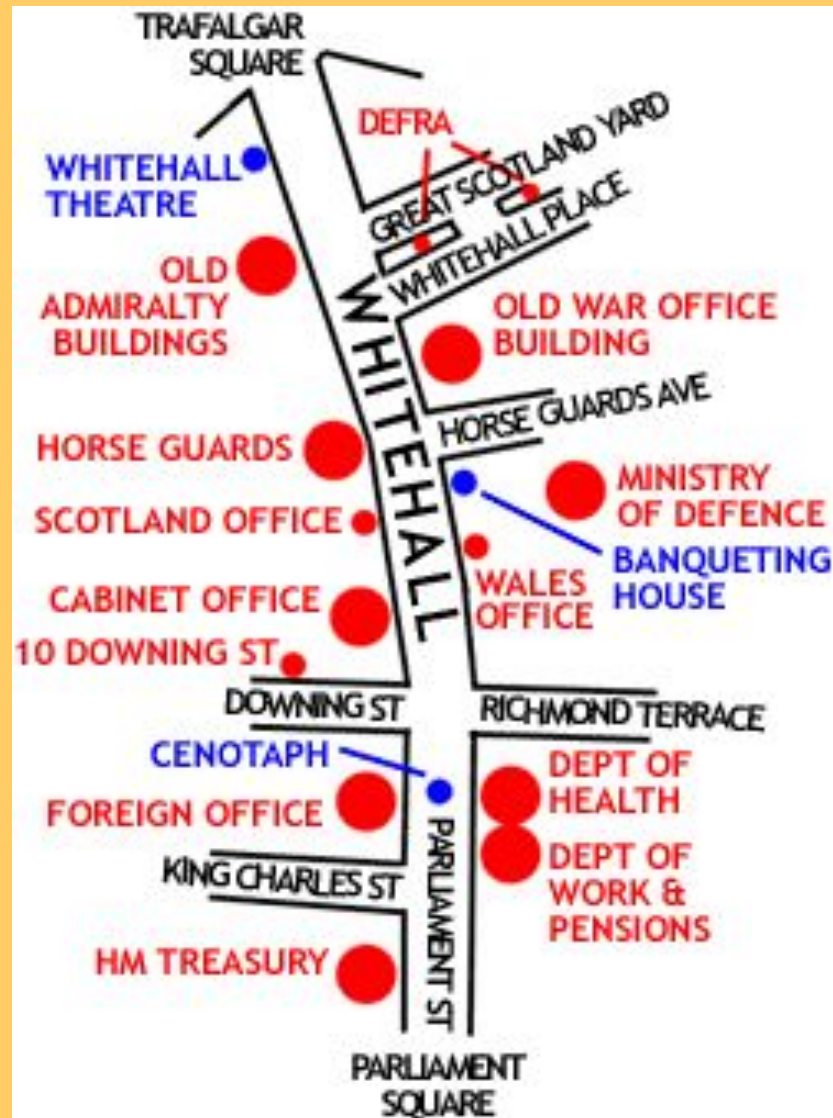 TRAFALGAR
SQUARE
DEFRA
WHITEHALL
THEATRE
GREAT SCOTLAND YARD
WHITEHALL PLACE
OLD
ADMIRALTY
BUILDINGS
WHITEHALL
OLD WAR OFFICE
BUILDING
HORSE GUARDS AVE
HORSE GUARDS
MINISTRY
OF DEFENCE
SCOTLAND OFFICE
BANQUETING
HOUSE
WALES
OFFICE
CABINET OFFICE
10 DOWNING ST
DOWNING ST
RICHMOND TERRACE
CENOTAPH
DEPT OF
HEALTH
FOREIGN OFFICE
PARLIAMENT ST
KING CHARLES ST
DEPT OF
WORK &
PENSIONS
HM TREASURY
PARLIAMENT
SQUARE